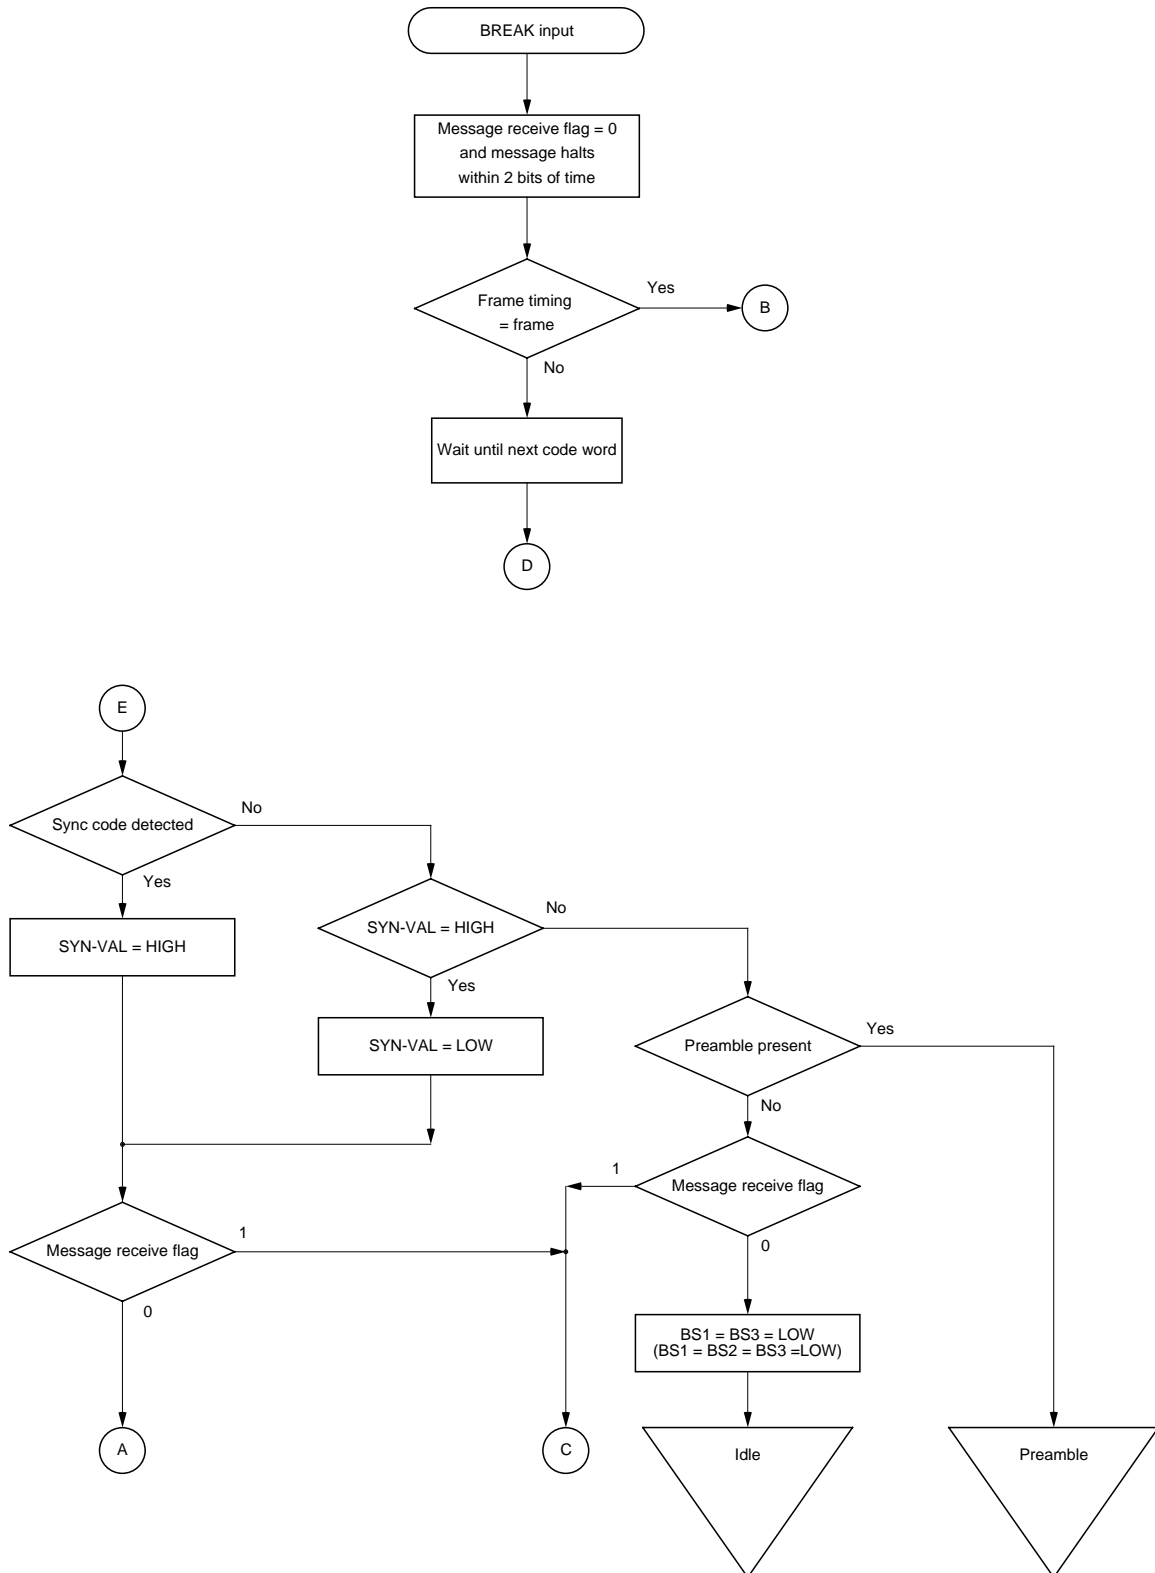 BREAK input
Message receive flag = 0
and message halts
within 2 bits of time
Frame timing
= frame
Yes
B
No
Wait until next code word
D
E
Sync code detected
No
Yes
SYN-VAL = HIGH
SYN-VAL = HIGH
No
Yes
SYN-VAL = LOW
Preamble present
Yes
No
Message receive flag
1
0
Message receive flag
1
0
BS1 = BS3 = LOW
(BS1 = BS2 = BS3 =LOW)
A
C
Idle
Preamble